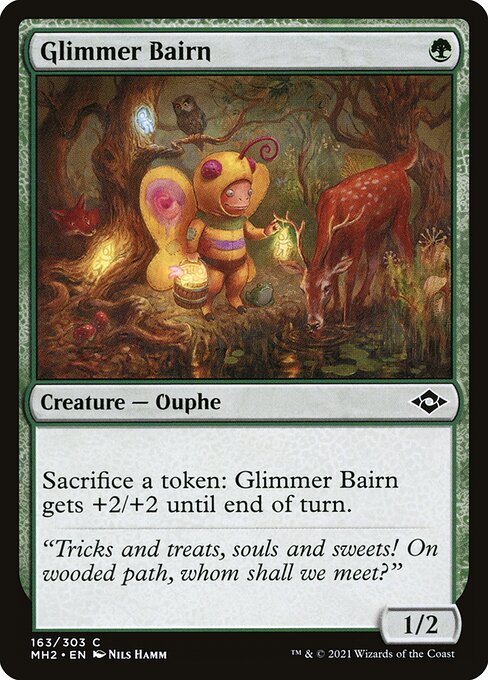 Glimmer Bairn
Creature — Ouphe
Sacrifice a token: Glimmer Bairn
gets +2/+2 until end of turn.
“Tricks and treats, souls and sweets! On
wooded path, whom shall we meet?”
1/2
163/303 C
MH2 • EN Nils Hamm
™ & © 2021 Wizards of the Coast